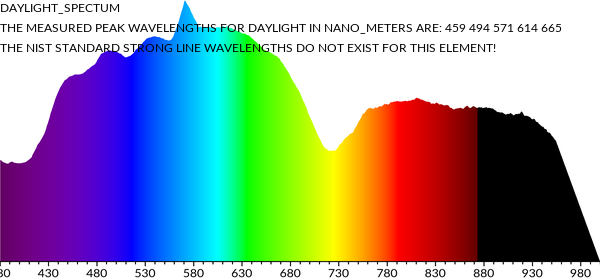 DAYLIGHT_SPECTUM
THE MEASURED PEAK WAVELENGTHS FOR DAYLIGHT IN NANO_METERS ARE: 459 494 571 614 665
THE NIST STANDARD STRONG LINE WAVELENGTHS DO NOT EXIST FOR THIS ELEMENT!
80 430 480 530 580 630 680 730 780 830 880 930 980